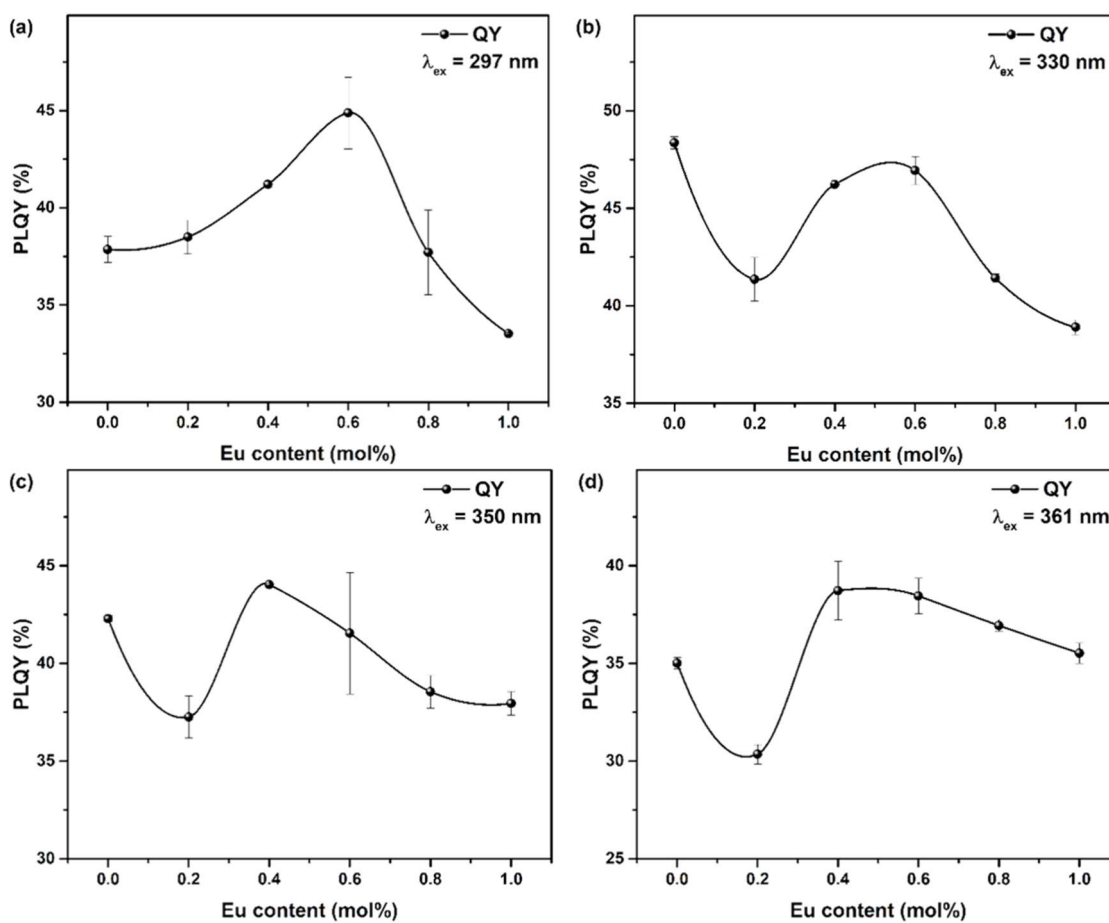 (a)
QY
λex = 297 nm
PLQY (%)
45
40
35
30
0.0 0.2 0.4 0.6 0.8 1.0
Eu content (mol%)
(b)
QY
λex = 330 nm
PLQY (%)
50
45
40
35
0.0 0.2 0.4 0.6 0.8 1.0
Eu content (mol%)
(c)
QY
λex = 350 nm
PLQY (%)
45
40
35
30
0.0 0.2 0.4 0.6 0.8 1.0
Eu content (mol%)
(d)
QY
λex = 361 nm
PLQY (%)
40
35
30
25
0.0 0.2 0.4 0.6 0.8 1.0
Eu content (mol%)